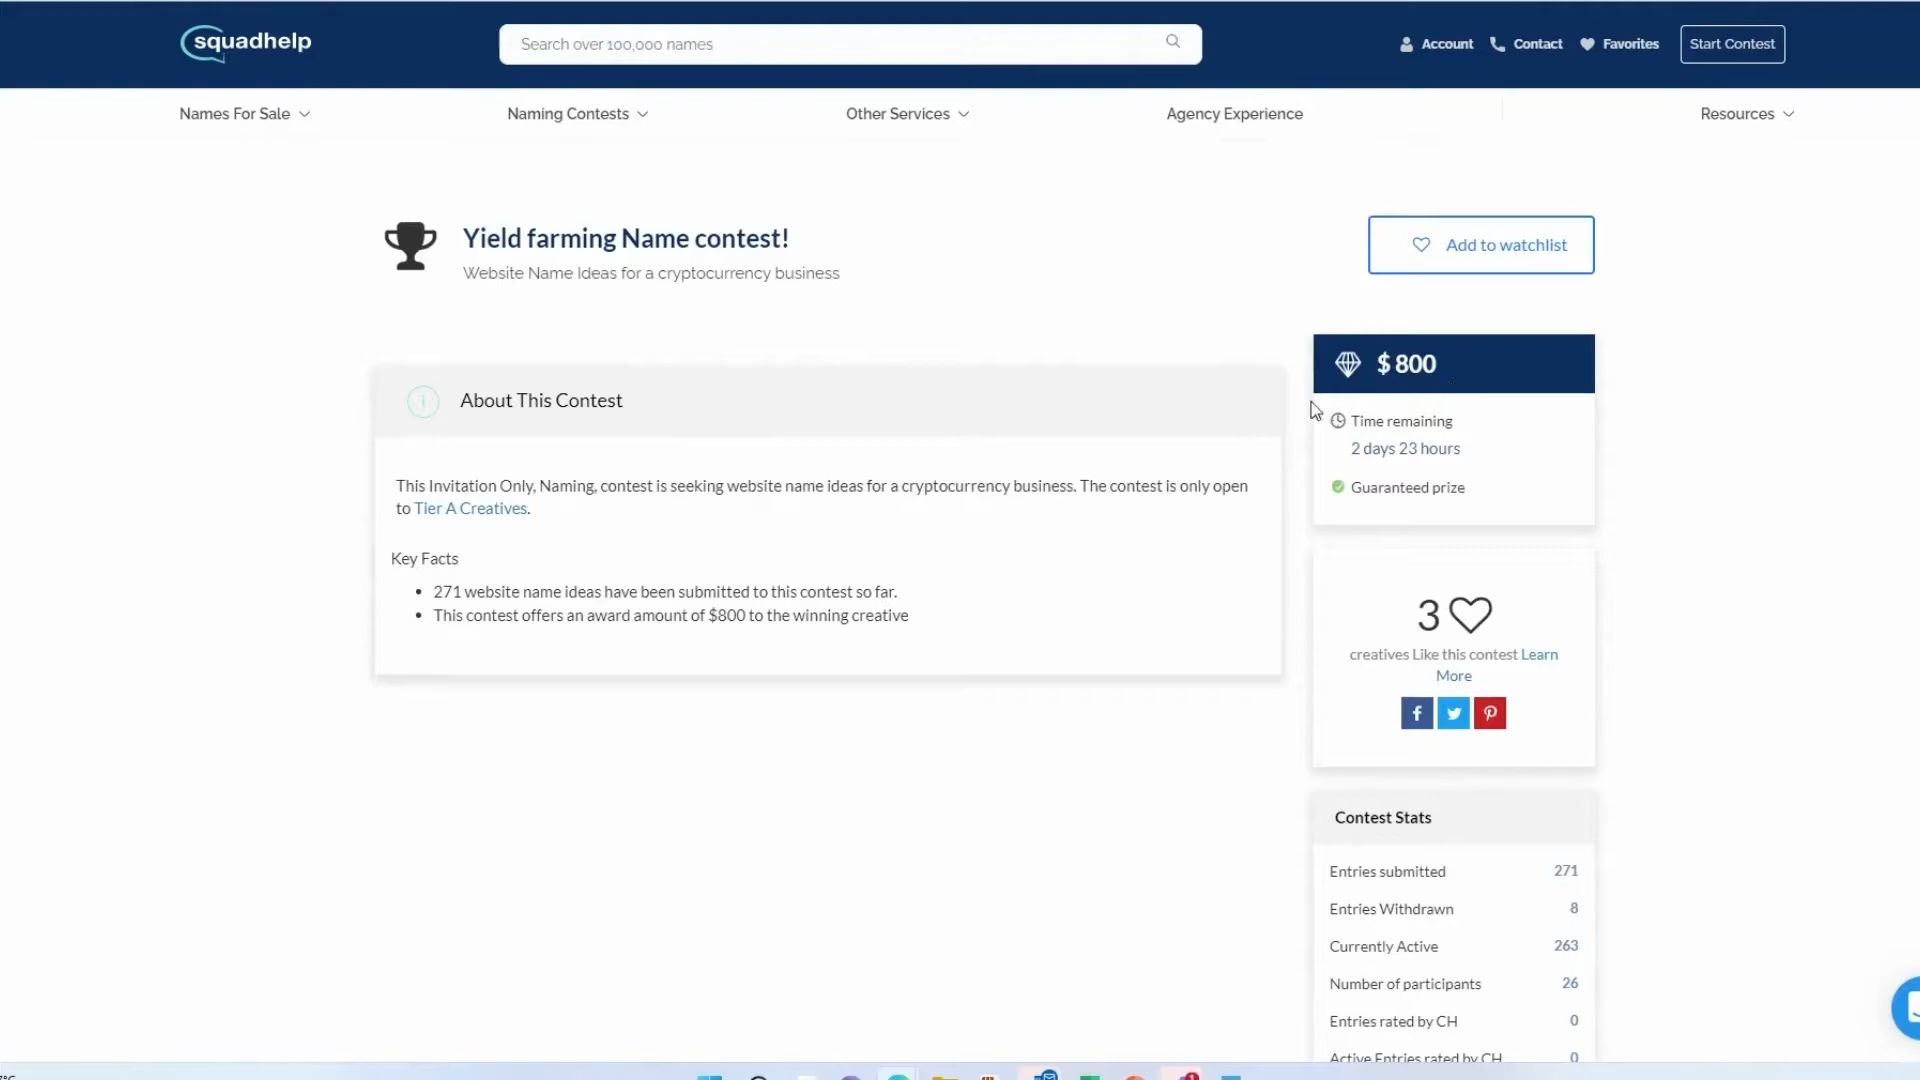 squadhelp
Search over 100,000 names
Account
Contact
Favorites
Start Contest
Names For Sale
Naming Contests
Other Services
Agency Experience
Resources
Yield farming Name contest!
Website Name Ideas for a cryptocurrency business
Add to watchlist
$ 800
Time remaining
2 days 23 hours
Guaranteed prize
About This Contest
This Invitation Only, Naming, contest is seeking website name ideas for a cryptocurrency business. The contest is only open
to Tier A Creatives.
Key Facts
• 271 website name ideas have been submitted to this contest so far.
• This contest offers an award amount of $800 to the winning creative
3
creatives Like this contest Learn
More
Contest Stats
Entries submitted 271
Entries Withdrawn 8
Currently Active 263
Number of participants 26
Entries rated by CH 0
Active Entries rated by CH 0